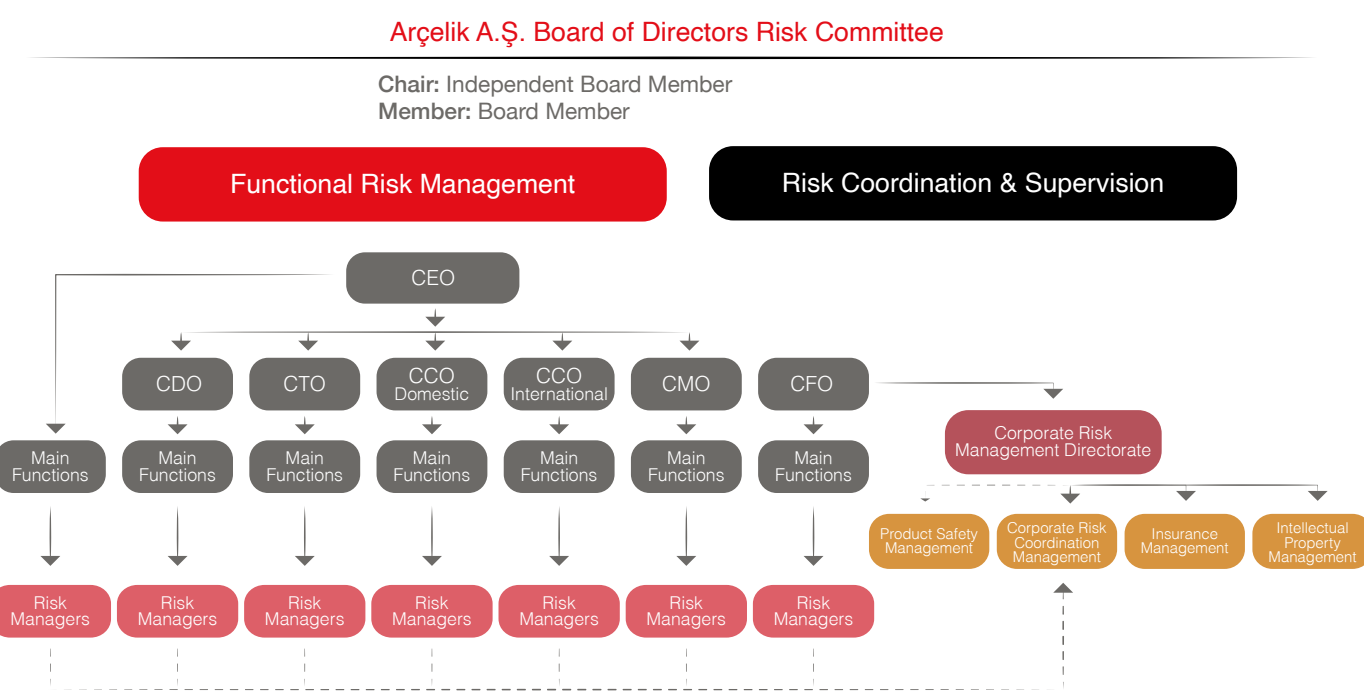 Arçelik A.Ş. Board of Directors Risk Committee
Chair: Independent Board Member
Member: Board Member
Functional Risk Management
Risk Coordination & Supervision
CEO
CDO
CTO
CCO
Domestic
CCO
International
CMO
CFO
Main
Functions
Main
Functions
Main
Functions
Main
Functions
Main
Functions
Main
Functions
Main
Functions
Corporate Risk
Management Directorate
Product Safety
Management
Corporate Risk
Coordination
Management
Insurance
Management
Intellectual
Property
Management
Risk
Managers
Risk
Managers
Risk
Managers
Risk
Managers
Risk
Managers
Risk
Managers
Risk
Managers